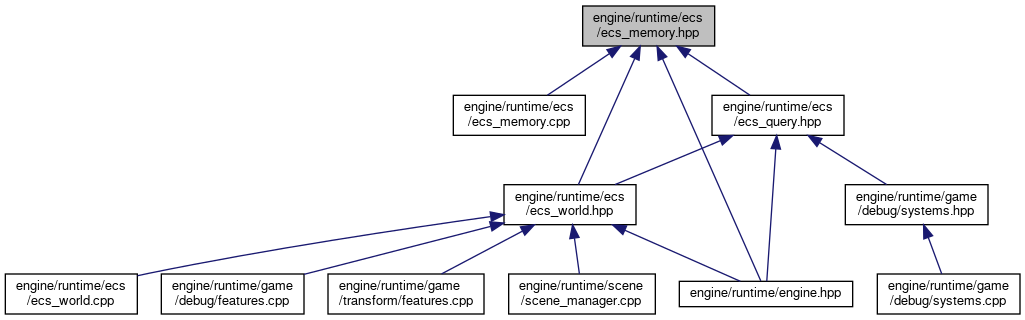 engine/runtime/ecs
/ecs_memory.hpp
engine/runtime/ecs
/ecs_memory.cpp
engine/runtime/ecs
/ecs_query.hpp
engine/runtime/ecs
/ecs_world.hpp
engine/runtime/game
/debug/systems.hpp
engine/runtime/ecs
/ecs_world.cpp
engine/runtime/game
/debug/features.cpp
engine/runtime/game
/transform/features.cpp
engine/runtime/scene
/scene_manager.cpp
engine/runtime/engine.hpp
engine/runtime/game
/debug/systems.cpp